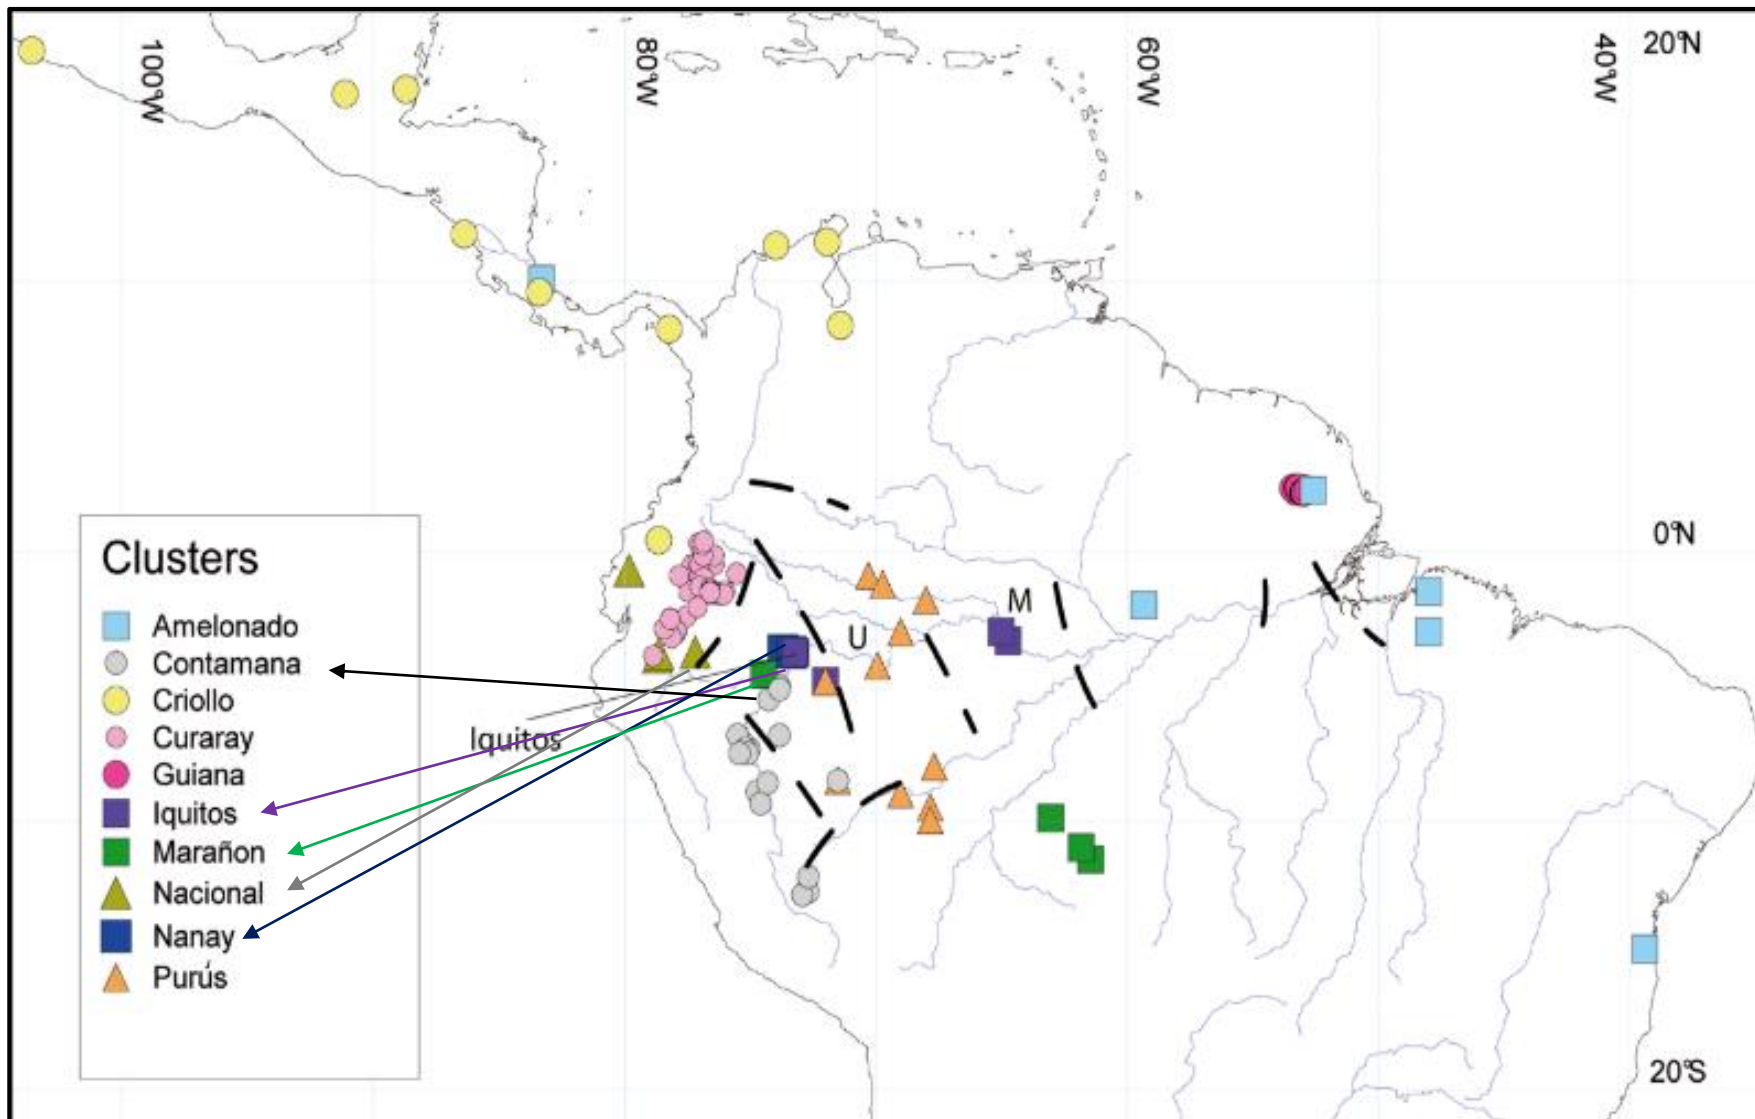 100°W
80°W
60°W
40°W
20°N
0°N
20°S
M
U
Iquitos
Clusters
Amelonado
Contamana
Criollo
Curaray
Guiana
Iquitos
Marañon
Nacional
Nanay
Purús